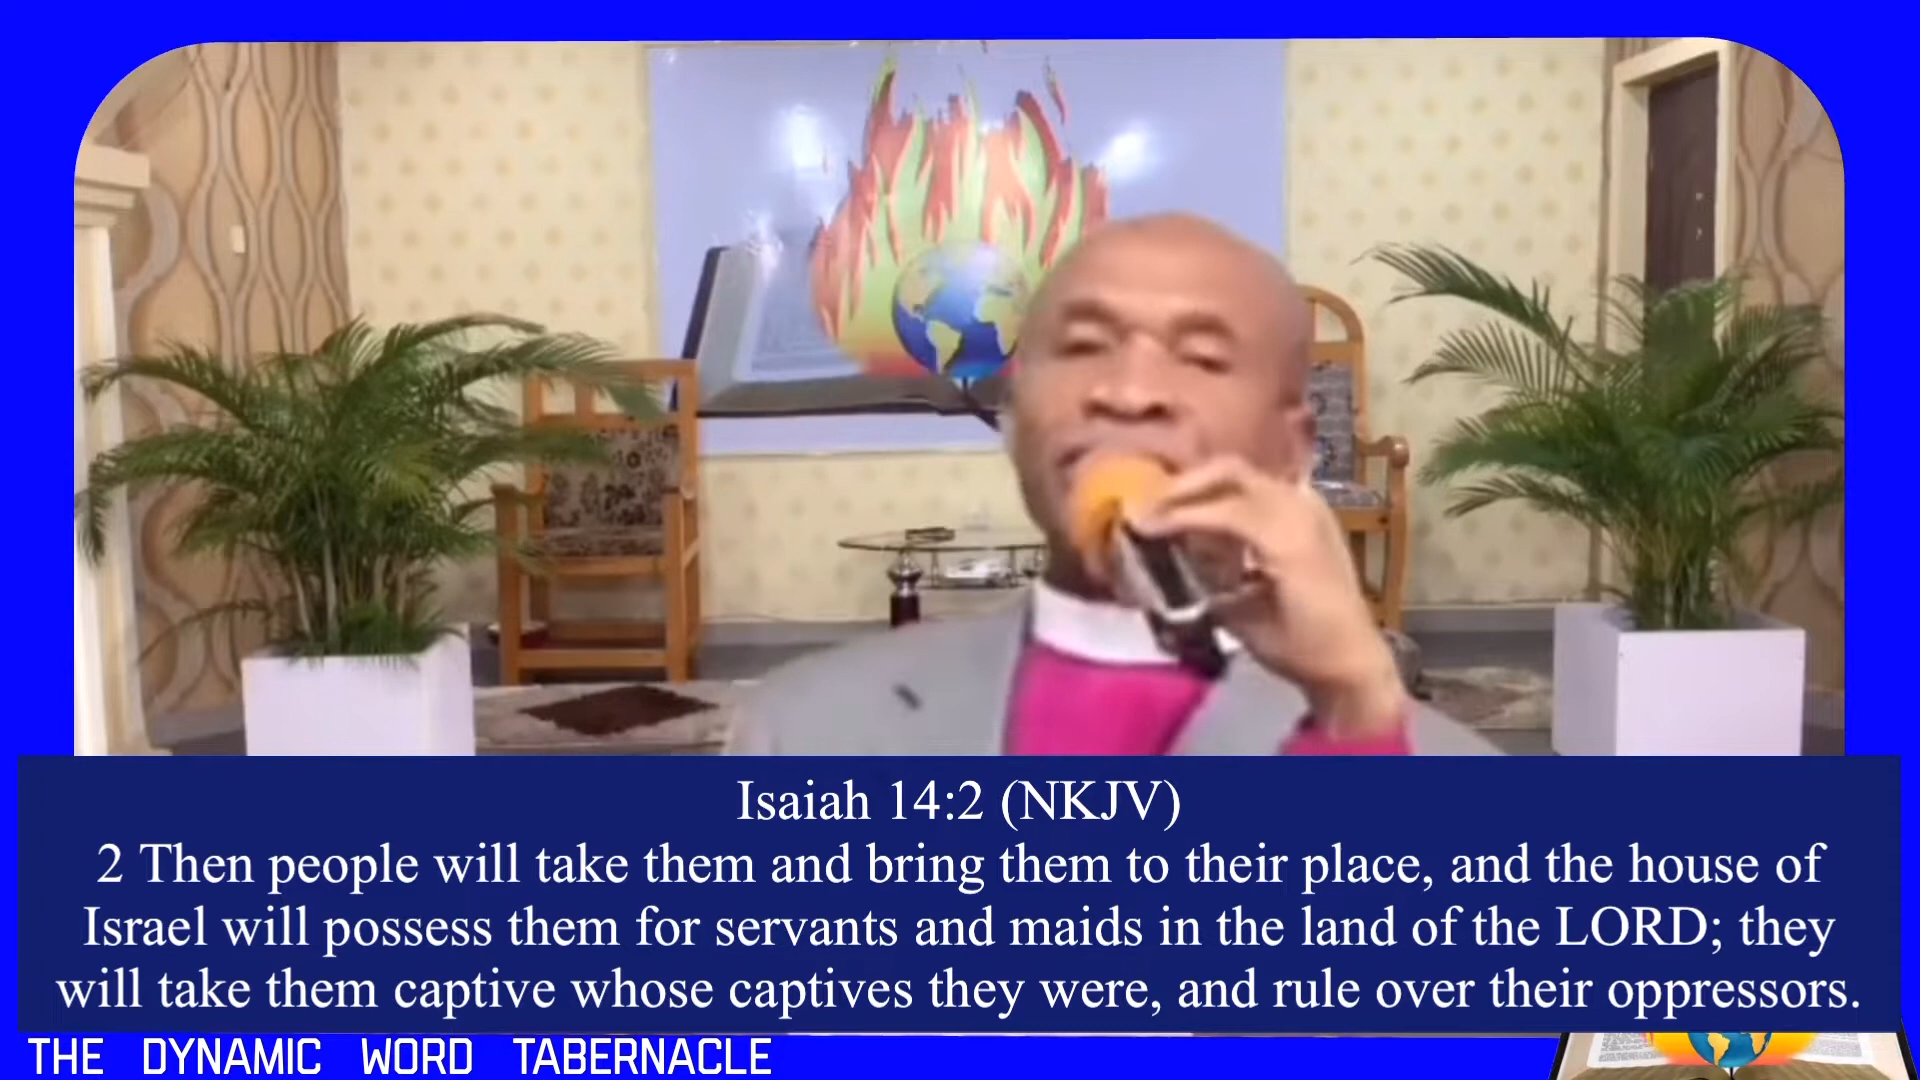 Isaiah 14:2 (NKJV)
2 Then people will take them and bring them to their place, and the house of
Israel will possess them for servants and maids in the land of the LORD; they
will take them captive whose captives they were, and rule over their oppressors.
THE DYNAMIC WORD TABERNACLE